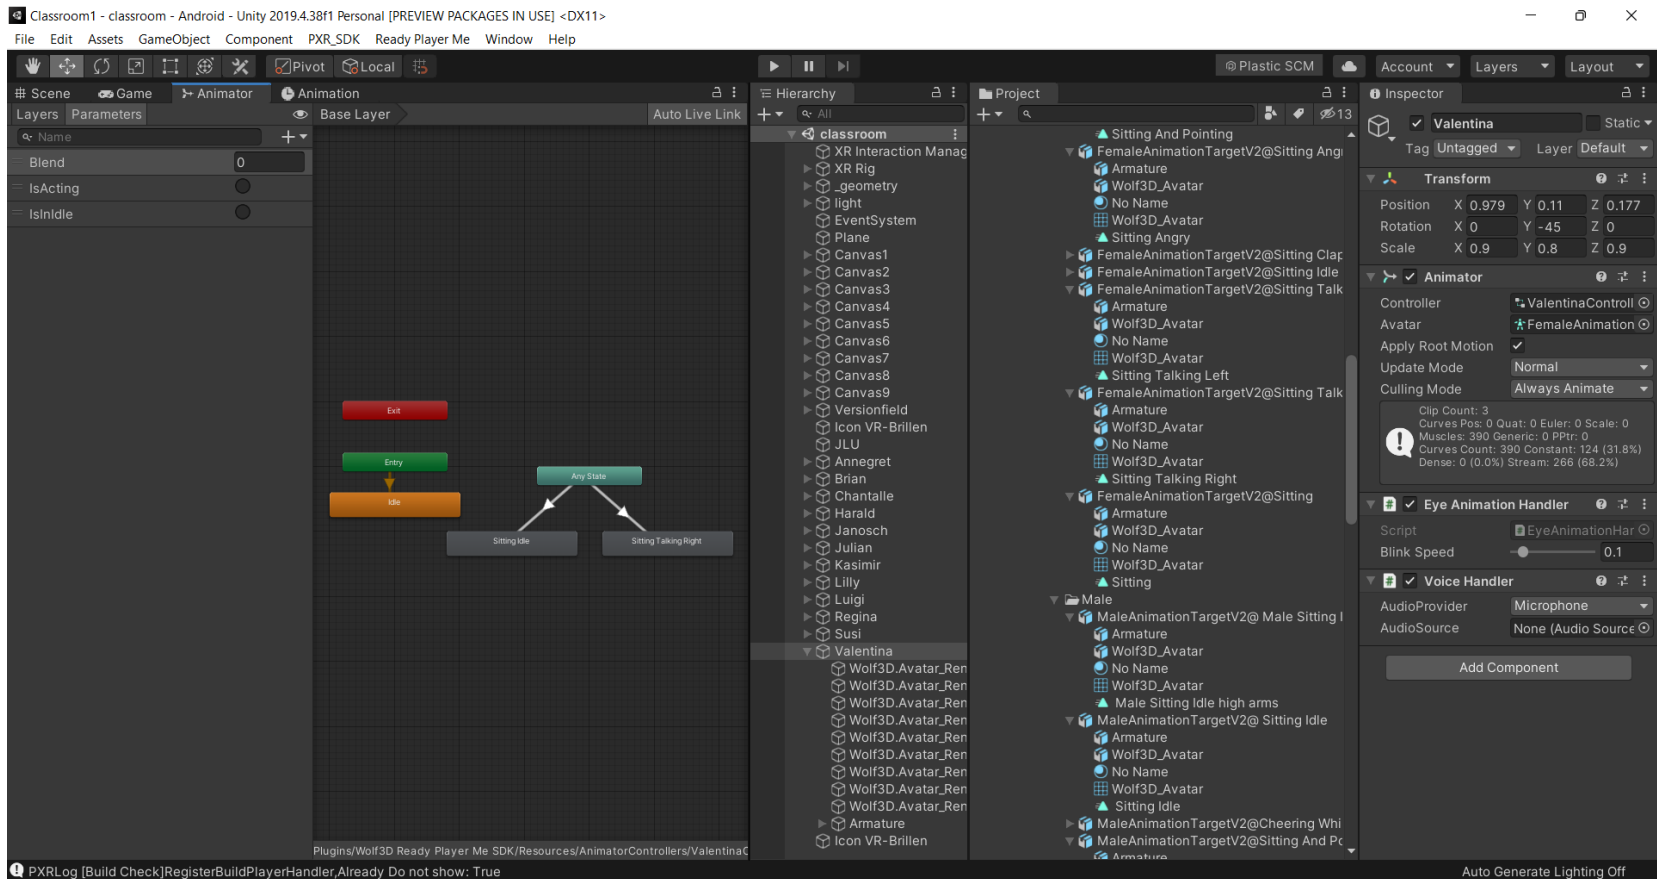 Classroom1 - classroom - Android - Unity 2019.4.38f1 Personal [PREVIEW PACKAGES IN USE] <DX11>
File Edit Assets GameObject Component PXR_SDK Ready Player Me Window Help
Pivot Local Plastic SCM Account Layers Layout
Scene Game Animator Animation
Layers Parameters Base Layer Auto Live Link
Name
Blend 0
IsActing
IsInIdle
Exit
Entry
Idle
Any State
Sitting Idle
Sitting Talking Right
Plugins/Wolf3D Ready Player Me SDK/Resources/AnimatorControllers/ValentinaC
Hierarchy
All
classroom
XR Interaction Manag
XR Rig
_geometry
light
EventSystem
Plane
Canvas1
Canvas2
Canvas3
Canvas4
Canvas5
Canvas6
Canvas7
Canvas8
Canvas9
Versionfield
Icon VR-Brillen
JLU
Annegret
Brian
Chantalle
Harald
Janosch
Julian
Kasimir
Lilly
Luigi
Regina
Susi
Valentina
Wolf3D.Avatar_Ren
Wolf3D.Avatar_Ren
Wolf3D.Avatar_Ren
Wolf3D.Avatar_Ren
Wolf3D.Avatar_Ren
Wolf3D.Avatar_Ren
Wolf3D.Avatar_Ren
Wolf3D.Avatar_Ren
Wolf3D.Avatar_Ren
Armature
Icon VR-Brillen
Project
13
Sitting And Pointing
FemaleAnimationTargetV2@Sitting Angr
Armature
Wolf3D_Avatar
No Name
Wolf3D_Avatar
Sitting Angry
FemaleAnimationTargetV2@Sitting Clap
FemaleAnimationTargetV2@Sitting Idle
FemaleAnimationTargetV2@Sitting Talk
Armature
Wolf3D_Avatar
No Name
Wolf3D_Avatar
Sitting Talking Left
FemaleAnimationTargetV2@Sitting Talk
Armature
Wolf3D_Avatar
No Name
Wolf3D_Avatar
Sitting Talking Right
FemaleAnimationTargetV2@Sitting
Armature
Wolf3D_Avatar
No Name
Wolf3D_Avatar
Sitting
Male
MaleAnimationTargetV2@ Male Sitting I
Armature
Wolf3D_Avatar
No Name
Wolf3D_Avatar
Male Sitting Idle high arms
MaleAnimationTargetV2@ Sitting Idle
Armature
Wolf3D_Avatar
No Name
Wolf3D_Avatar
Sitting Idle
MaleAnimationTargetV2@Cheering Whi
MaleAnimationTargetV2@Sitting And Po
Armature
Inspector
Valentina Static
Tag Untagged Layer Default
Transform
Position X 0.979 Y 0.11 Z 0.177
Rotation X 0 Y -45 Z 0
Scale X 0.9 Y 0.8 Z 0.9
Animator
Controller ValentinaControll
Avatar FemaleAnimation
Apply Root Motion
Update Mode Normal
Culling Mode Always Animate
Clip Count: 3
Curves Pos: 0 Quat: 0 Euler: 0 Scale: 0
Muscles: 390 Generic: 0 PPtr: 0
Curves Count: 390 Constant: 124 (31.8%)
Dense: 0 (0.0%) Stream: 266 (68.2%)
Eye Animation Handler
Script EyeAnimationHar
Blink Speed 0.1
Voice Handler
AudioProvider Microphone
AudioSource None (Audio Source
Add Component
PXRLog [Build Check]RegisterBuildPlayerHandler,Already Do not show: True
Auto Generate Lighting Off